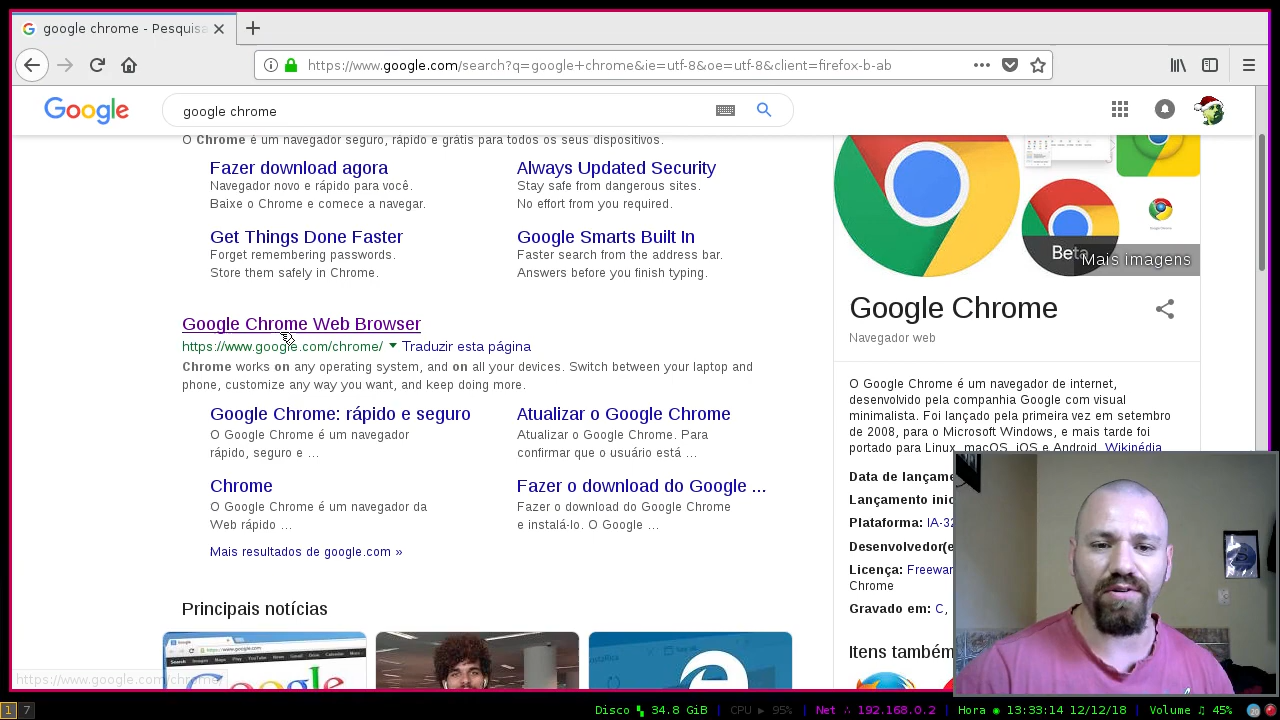 google chrome - Pesquisa
https://www.google.com/search?q=google+chrome&ie=utf-8&oe=utf-8&client=firefox-b-ab
Google
google chrome
O Chrome é um navegador seguro, rápido e grátis para todos os seus dispositivos.
Fazer download agora
Navegador novo e rápido para você.
Baixe o Chrome e comece a navegar.
Always Updated Security
Stay safe from dangerous sites.
No effort from you required.
Get Things Done Faster
Forget remembering passwords.
Store them safely in Chrome.
Google Smarts Built In
Faster search from the address bar.
Answers before you finish typing.
Google Chrome Web Browser
https://www.google.com/chrome/ Traduzir esta página
Chrome works on any operating system, and on all your devices. Switch between your laptop and
phone, customize any way you want, and keep doing more.
Google Chrome: rápido e seguro
O Google Chrome é um navegador
rápido, seguro e ...
Atualizar o Google Chrome
Atualizar o Google Chrome. Para
confirmar que o usuário está ...
Chrome
O Google Chrome é um navegador da
Web rápido ...
Fazer o download do Google ...
Fazer o download do Google Chrome
e instalá-lo. O Google ...
Mais resultados de google.com »
Principais notícias
https://www.google.com/chrome/
Beta
Mais imagens
Google Chrome
Navegador web
O Google Chrome é um navegador de internet,
desenvolvido pela companhia Google com visual
minimalista. Foi lançado pela primeira vez em setembro
de 2008, para o Microsoft Windows, e mais tarde foi
portado para Linux, macOS, iOS e Android. Wikipédia
Data de lançame
Lançamento inic
Plataforma: IA-32
Desenvolvedor(e
Licença: Freewar
Chrome
Gravado em: C,
Itens também
1 7
Disco 34.8 GiB | CPU ▶ 95% | Net ∴ 192.168.0.2 | Hora ◉ 13:33:14 12/12/18 | Volume ♫ 45%